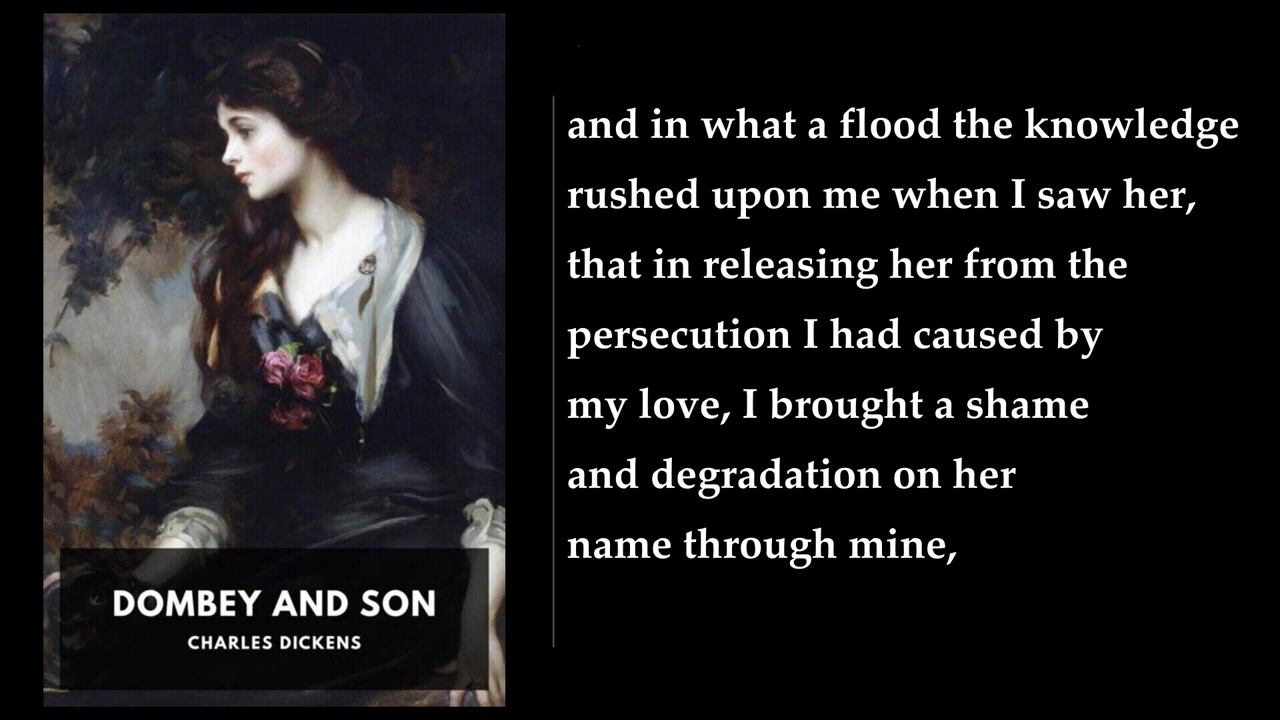 and in what a flood the knowledge
rushed upon me when I saw her,
that in releasing her from the
persecution I had caused by
my love, I brought a shame
and degradation on her
name through mine,
DOMBEY AND SON
CHARLES DICKENS